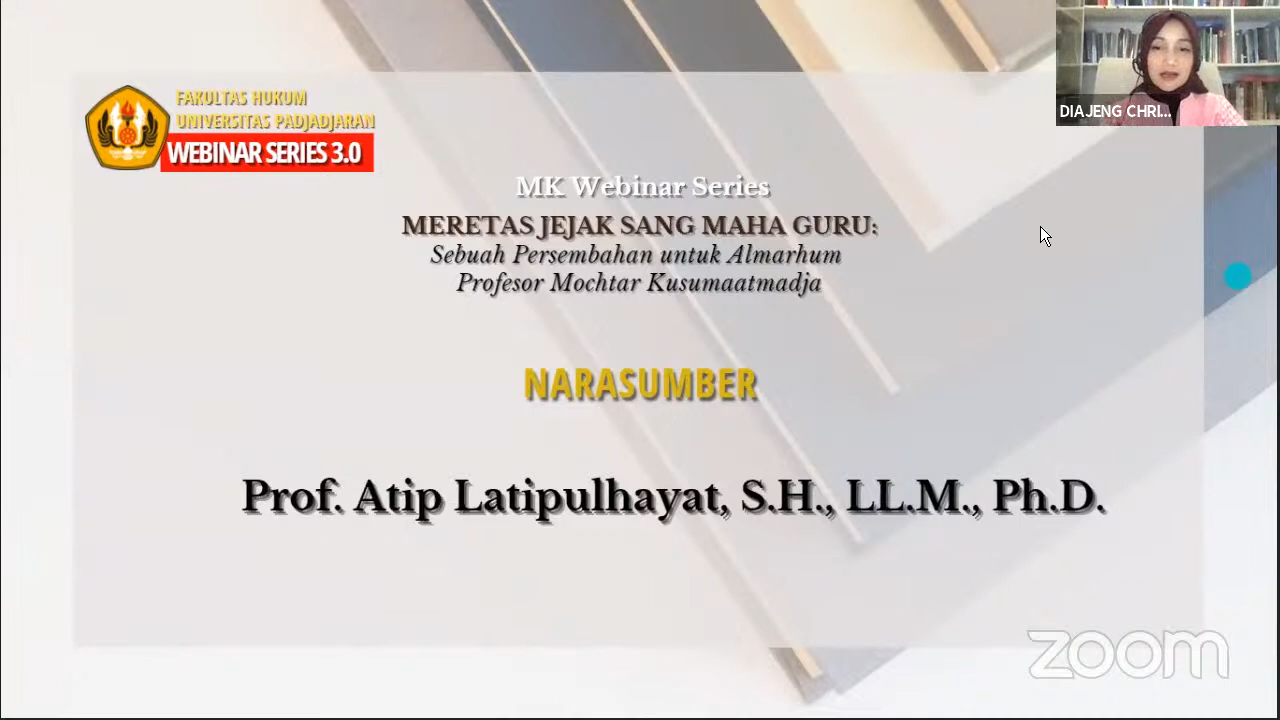 FAKULTAS HUKUM
UNIVERSITAS PADJADJARAN
WEBINAR SERIES 3.0
DIAJENG CHRI...
MK Webinar Series
MERETAS JEJAK SANG MAHA GURU:
Sebuah Persembahan untuk Almarhum
Profesor Mochtar Kusumaatmadja
NARASUMBER
Prof. Atip Latipulhayat, S.H., LL.M., Ph.D.
zoom